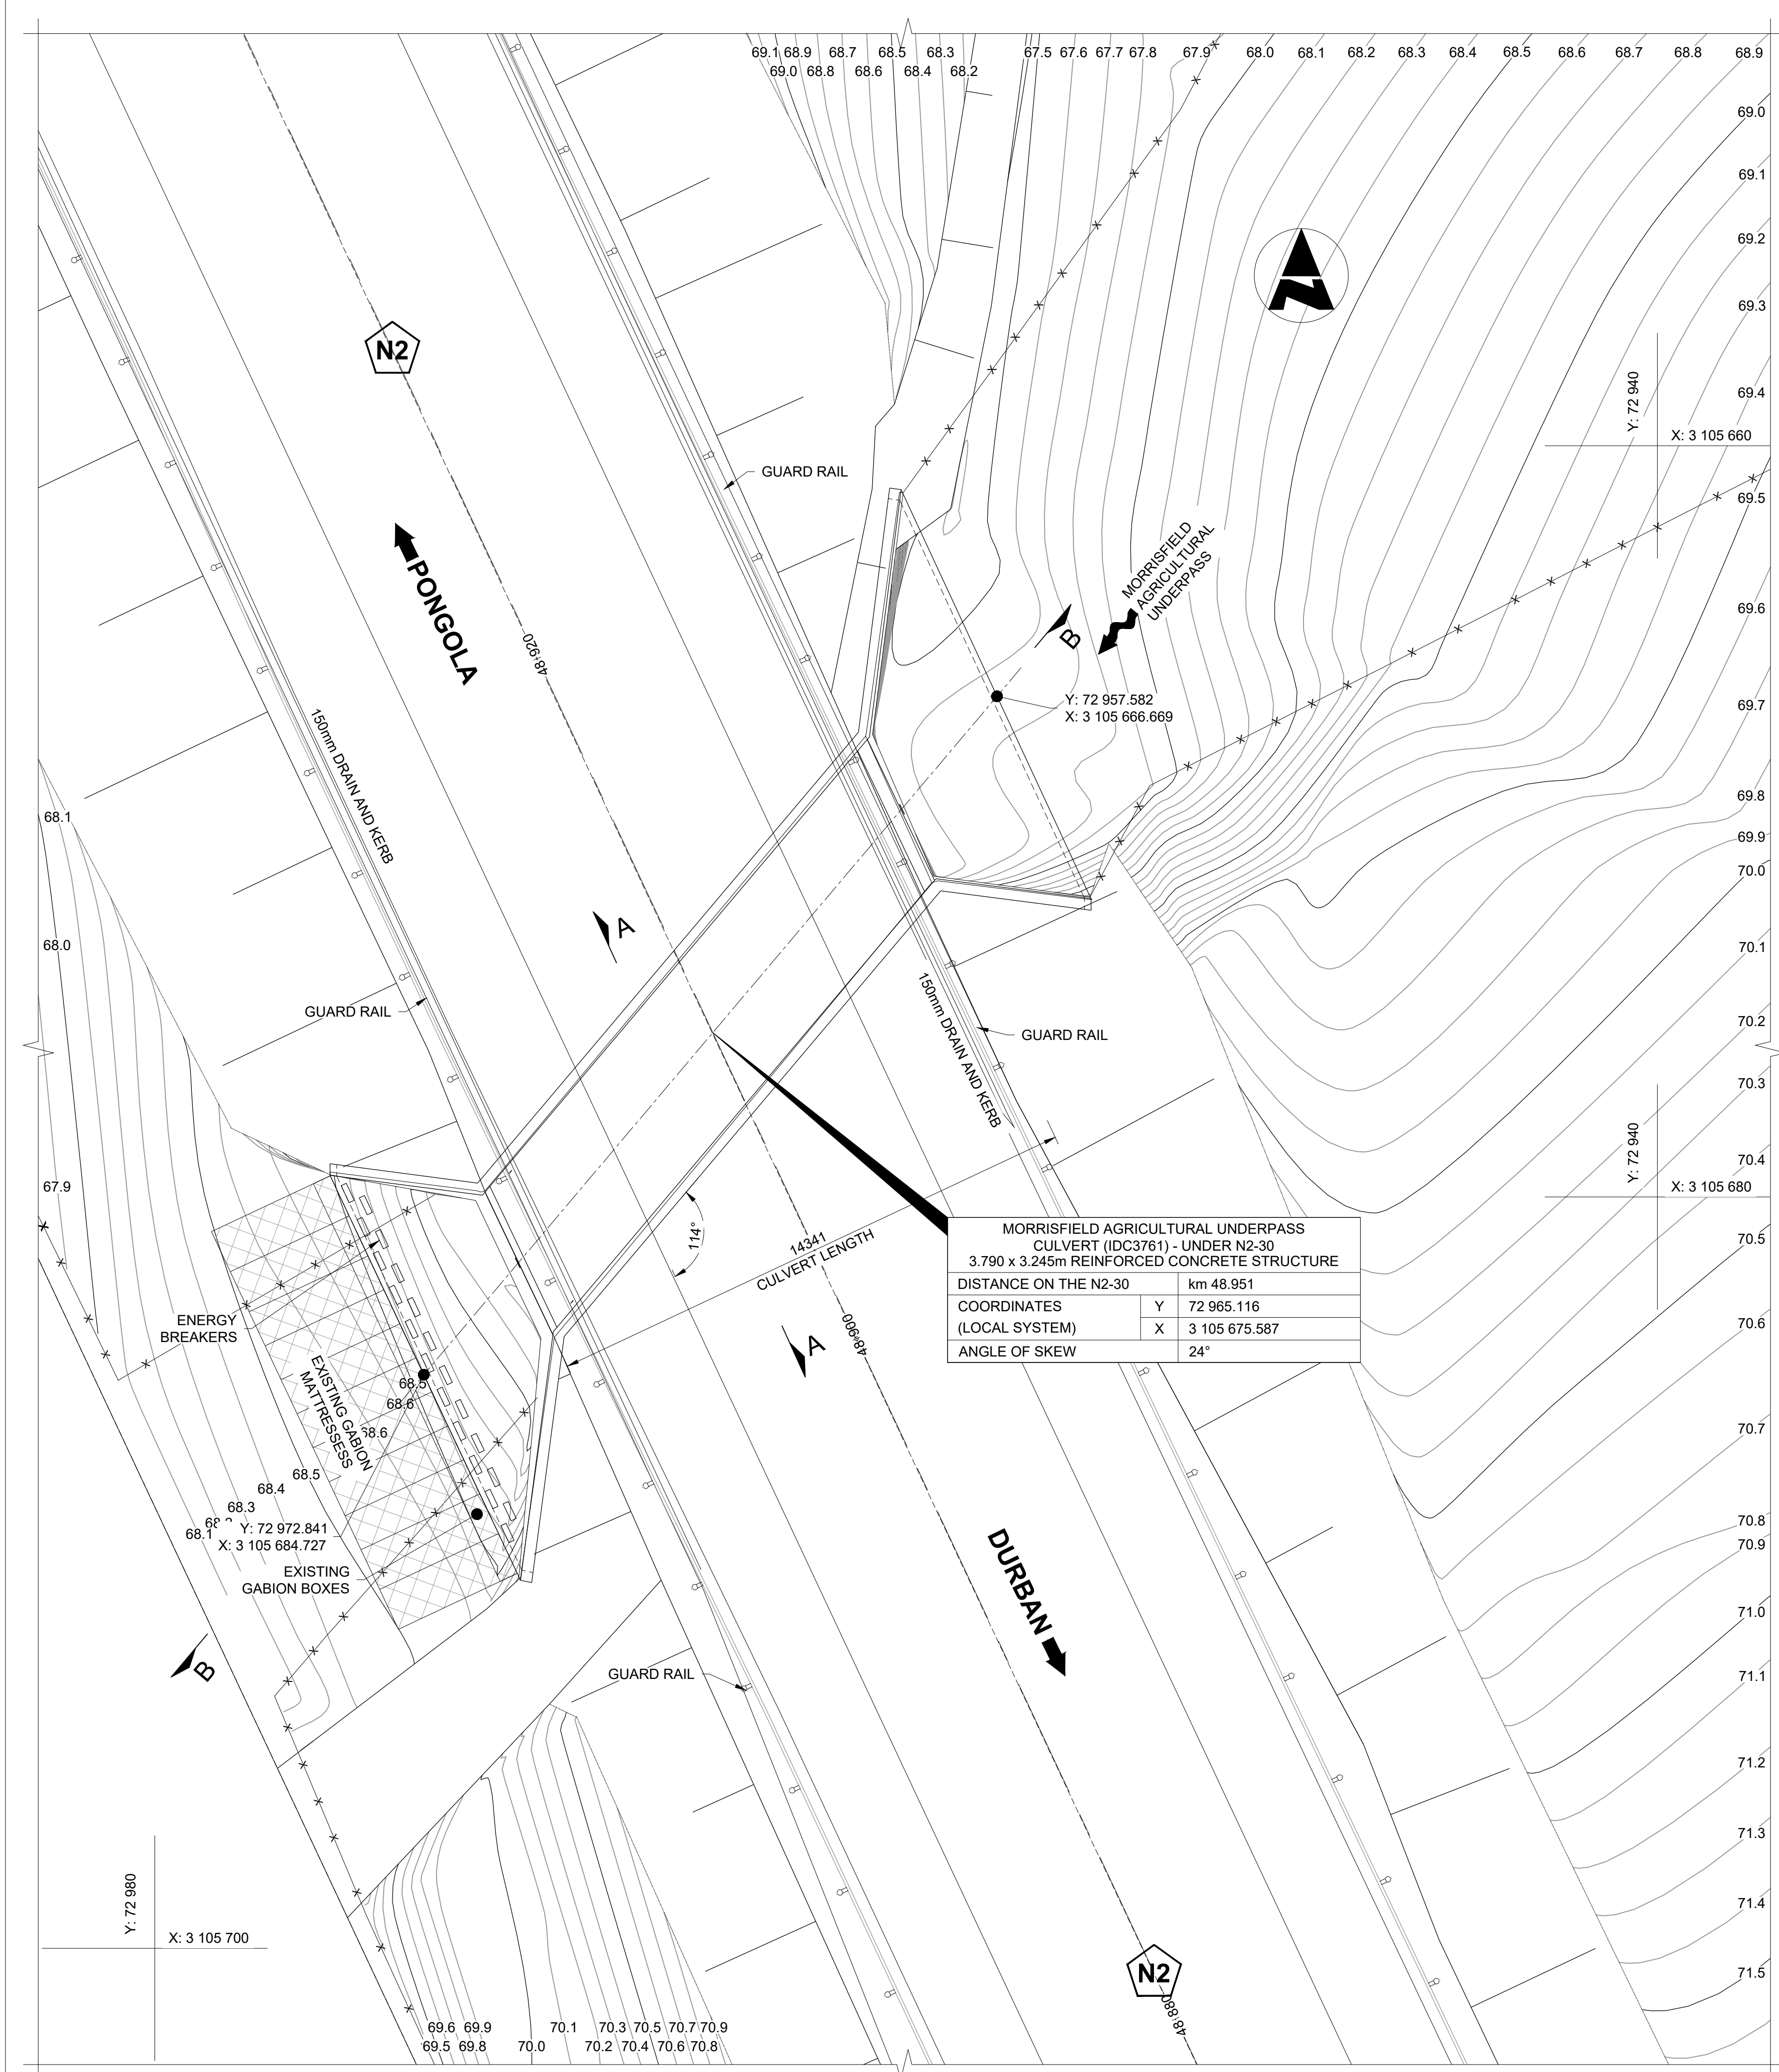 69.1 68.9 68.7 68.5 68.3 67.5 67.6 67.7 67.8 67.9 68.0 68.1 68.2 68.3 68.4 68.5 68.6 68.7 68.8 68.9
69.0 68.8 68.6 68.4 68.2
69.0
69.1
69.2
69.3
N2
69.4
Y: 72 940
X: 3 105 660
GUARD RAIL
69.5
MORRISFIELD
AGRICULTURAL
UNDERPASS
PONGOLA
48+920
B
69.6
Y: 72 957.582
X: 3 105 666.669
69.7
150mm DRAIN AND KERB
68.1
69.8
69.9
70.0
A
68.0
70.1
GUARD RAIL
150mm DRAIN AND KERB
GUARD RAIL
70.2
70.3
70.4
Y: 72 940
X: 3 105 680
67.9
114°
14341
CULVERT LENGTH
MORRISFIELD AGRICULTURAL UNDERPASS
CULVERT (IDC3761) - UNDER N2-30
3.790 x 3.245m REINFORCED CONCRETE STRUCTURE
DISTANCE ON THE N2-30 km 48.951
COORDINATES Y 72 965.116
(LOCAL SYSTEM) X 3 105 675.587
ANGLE OF SKEW 24°
70.5
70.6
ENERGY
BREAKERS
48+900
A
EXISTING GABION
MATTRESSESS
68.5
68.6
68.6
68.5
68.4
68.3
68.1
Y: 72 972.841
X: 3 105 684.727
EXISTING
GABION BOXES
70.7
70.8
70.9
DURBAN
71.0
B
GUARD RAIL
71.1
71.2
71.3
71.4
Y: 72 980
X: 3 105 700
N2
71.5
48+880
69.6 69.9 70.1 70.3 70.5 70.7 70.9
69.5 69.8 70.0 70.2 70.4 70.6 70.8